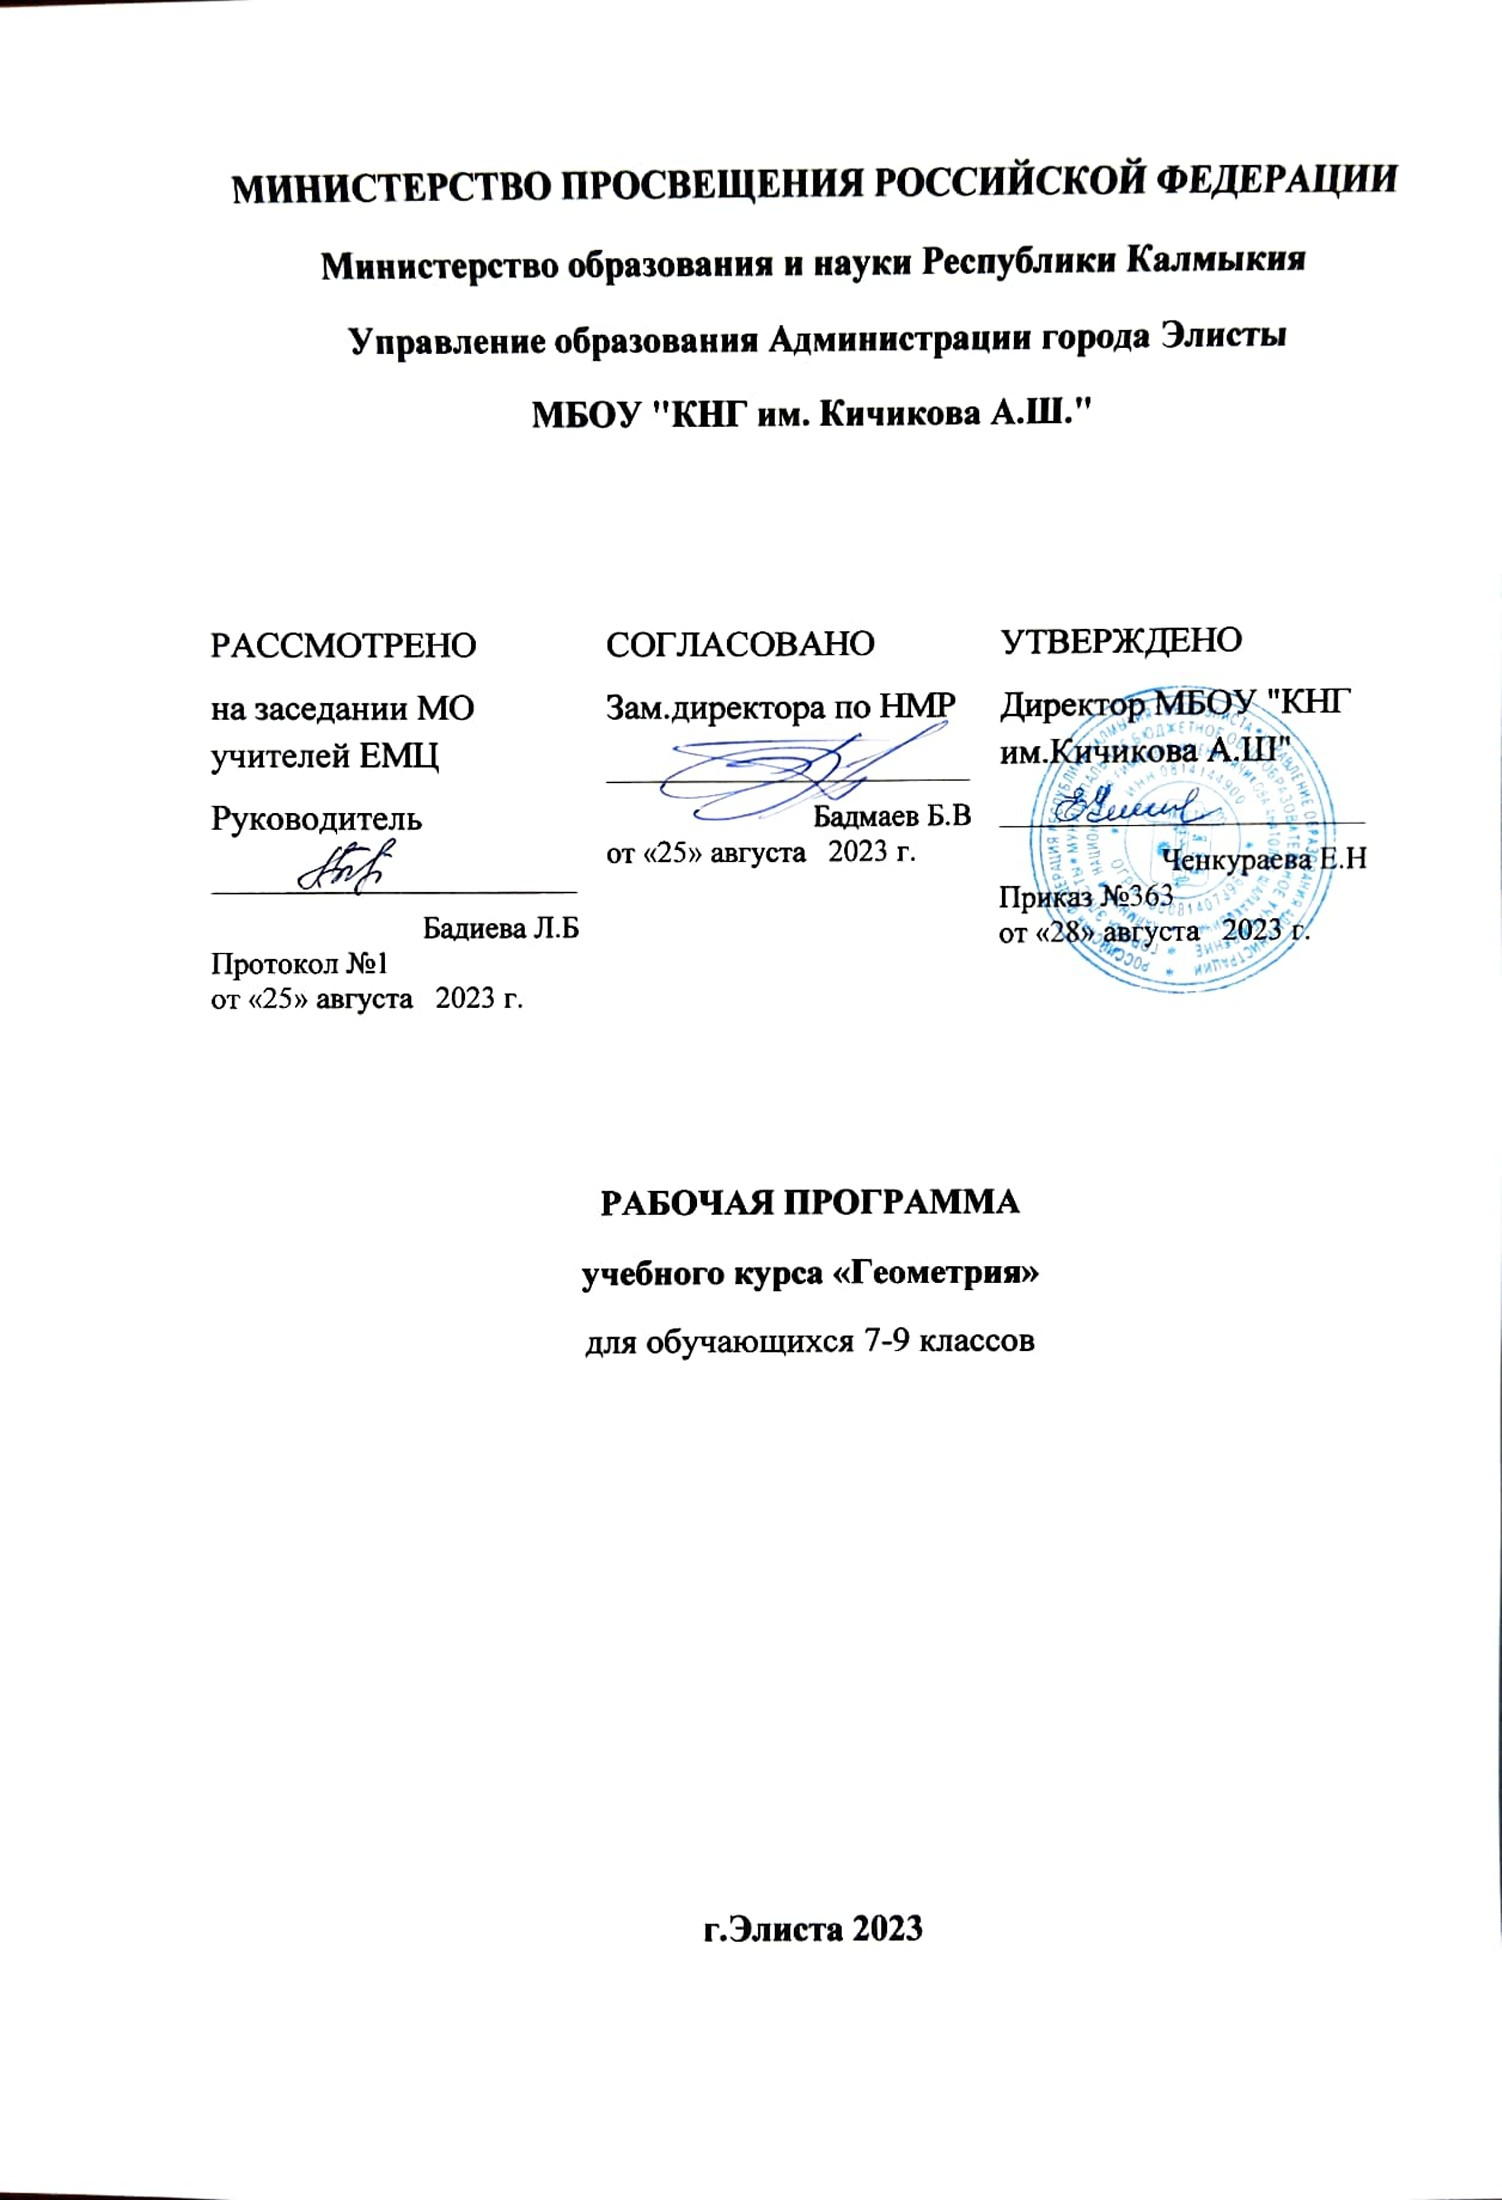 МИНИСТЕРСТВО ПРОСВЕЩЕНИЯ РОССИЙСКОЙ ФЕДЕРАЦИИ
Министерство образования и науки Республики Калмыкия
Управление образования Администрации города Элисты
МБОУ "КНГ им. Кичикова А.Ш."
РАССМОТРЕНО
на заседании МО
учителей ЕМЦ
Руководитель
Бадиева Л.Б
Протокол №1
от «25» августа 2023 г.
СОГЛАСОВАНО
Зам.директора по НМР
Бадмаев Б.В
от «25» августа 2023 г.
УТВЕРЖДЕНО
Директор МБОУ "КНГ
им.Кичикова А.Ш"
Ченкураева Е.Н
Приказ №363
от «28» августа 2023 г.
ИНН 0814144900
РАБОЧАЯ ПРОГРАММА
учебного курса «Геометрия»
для обучающихся 7-9 классов
г.Элиста 2023